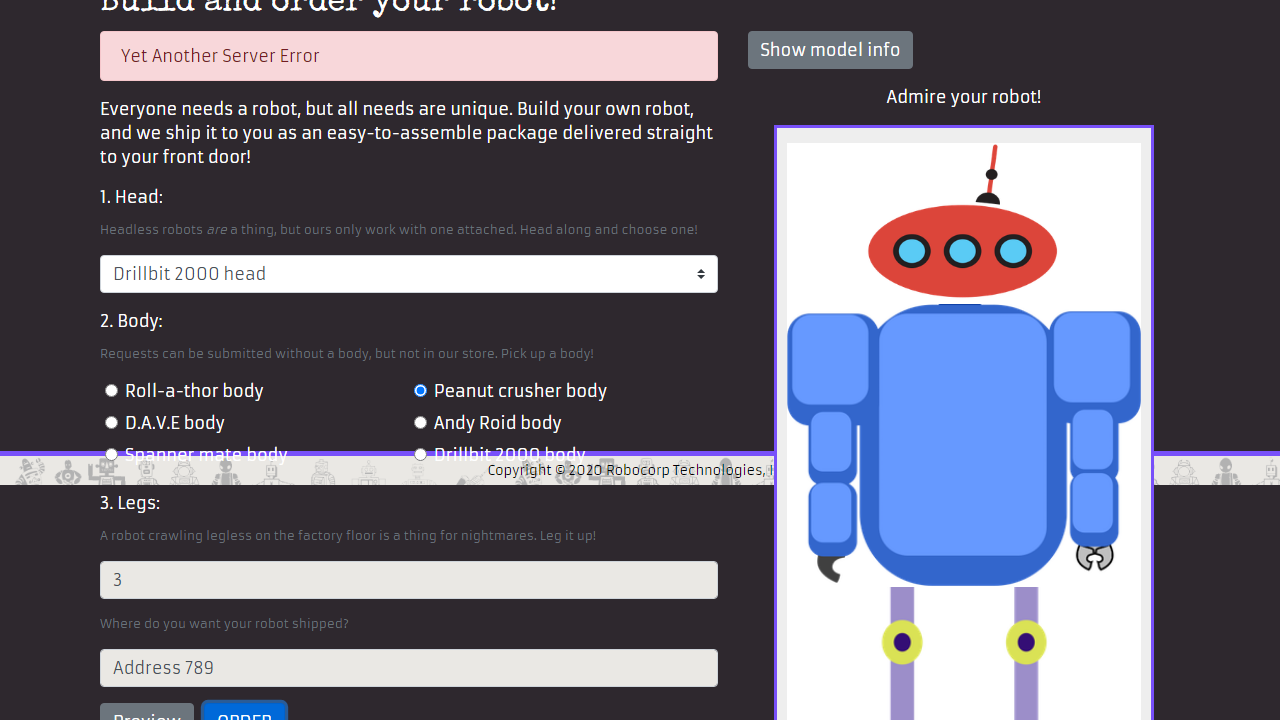 Build and order your robot!
Yet Another Server Error
Show model info
Admire your robot!
Everyone needs a robot, but all needs are unique. Build your own robot,
and we ship it to you as an easy-to-assemble package delivered straight
to your front door!
1. Head:
Headless robots are a thing, but ours only work with one attached. Head along and choose one!
Drillbit 2000 head
2. Body:
Requests can be submitted without a body, but not in our store. Pick up a body!
Roll-a-thor body
Peanut crusher body
D.A.V.E body
Andy Roid body
Spanner mate body
Drillbit 2000 body
Copyright © 2020 Robocorp Technologies,
3. Legs:
A robot crawling legless on the factory floor is a thing for nightmares. Leg it up!
3
Where do you want your robot shipped?
Address 789
Preview
ORDER